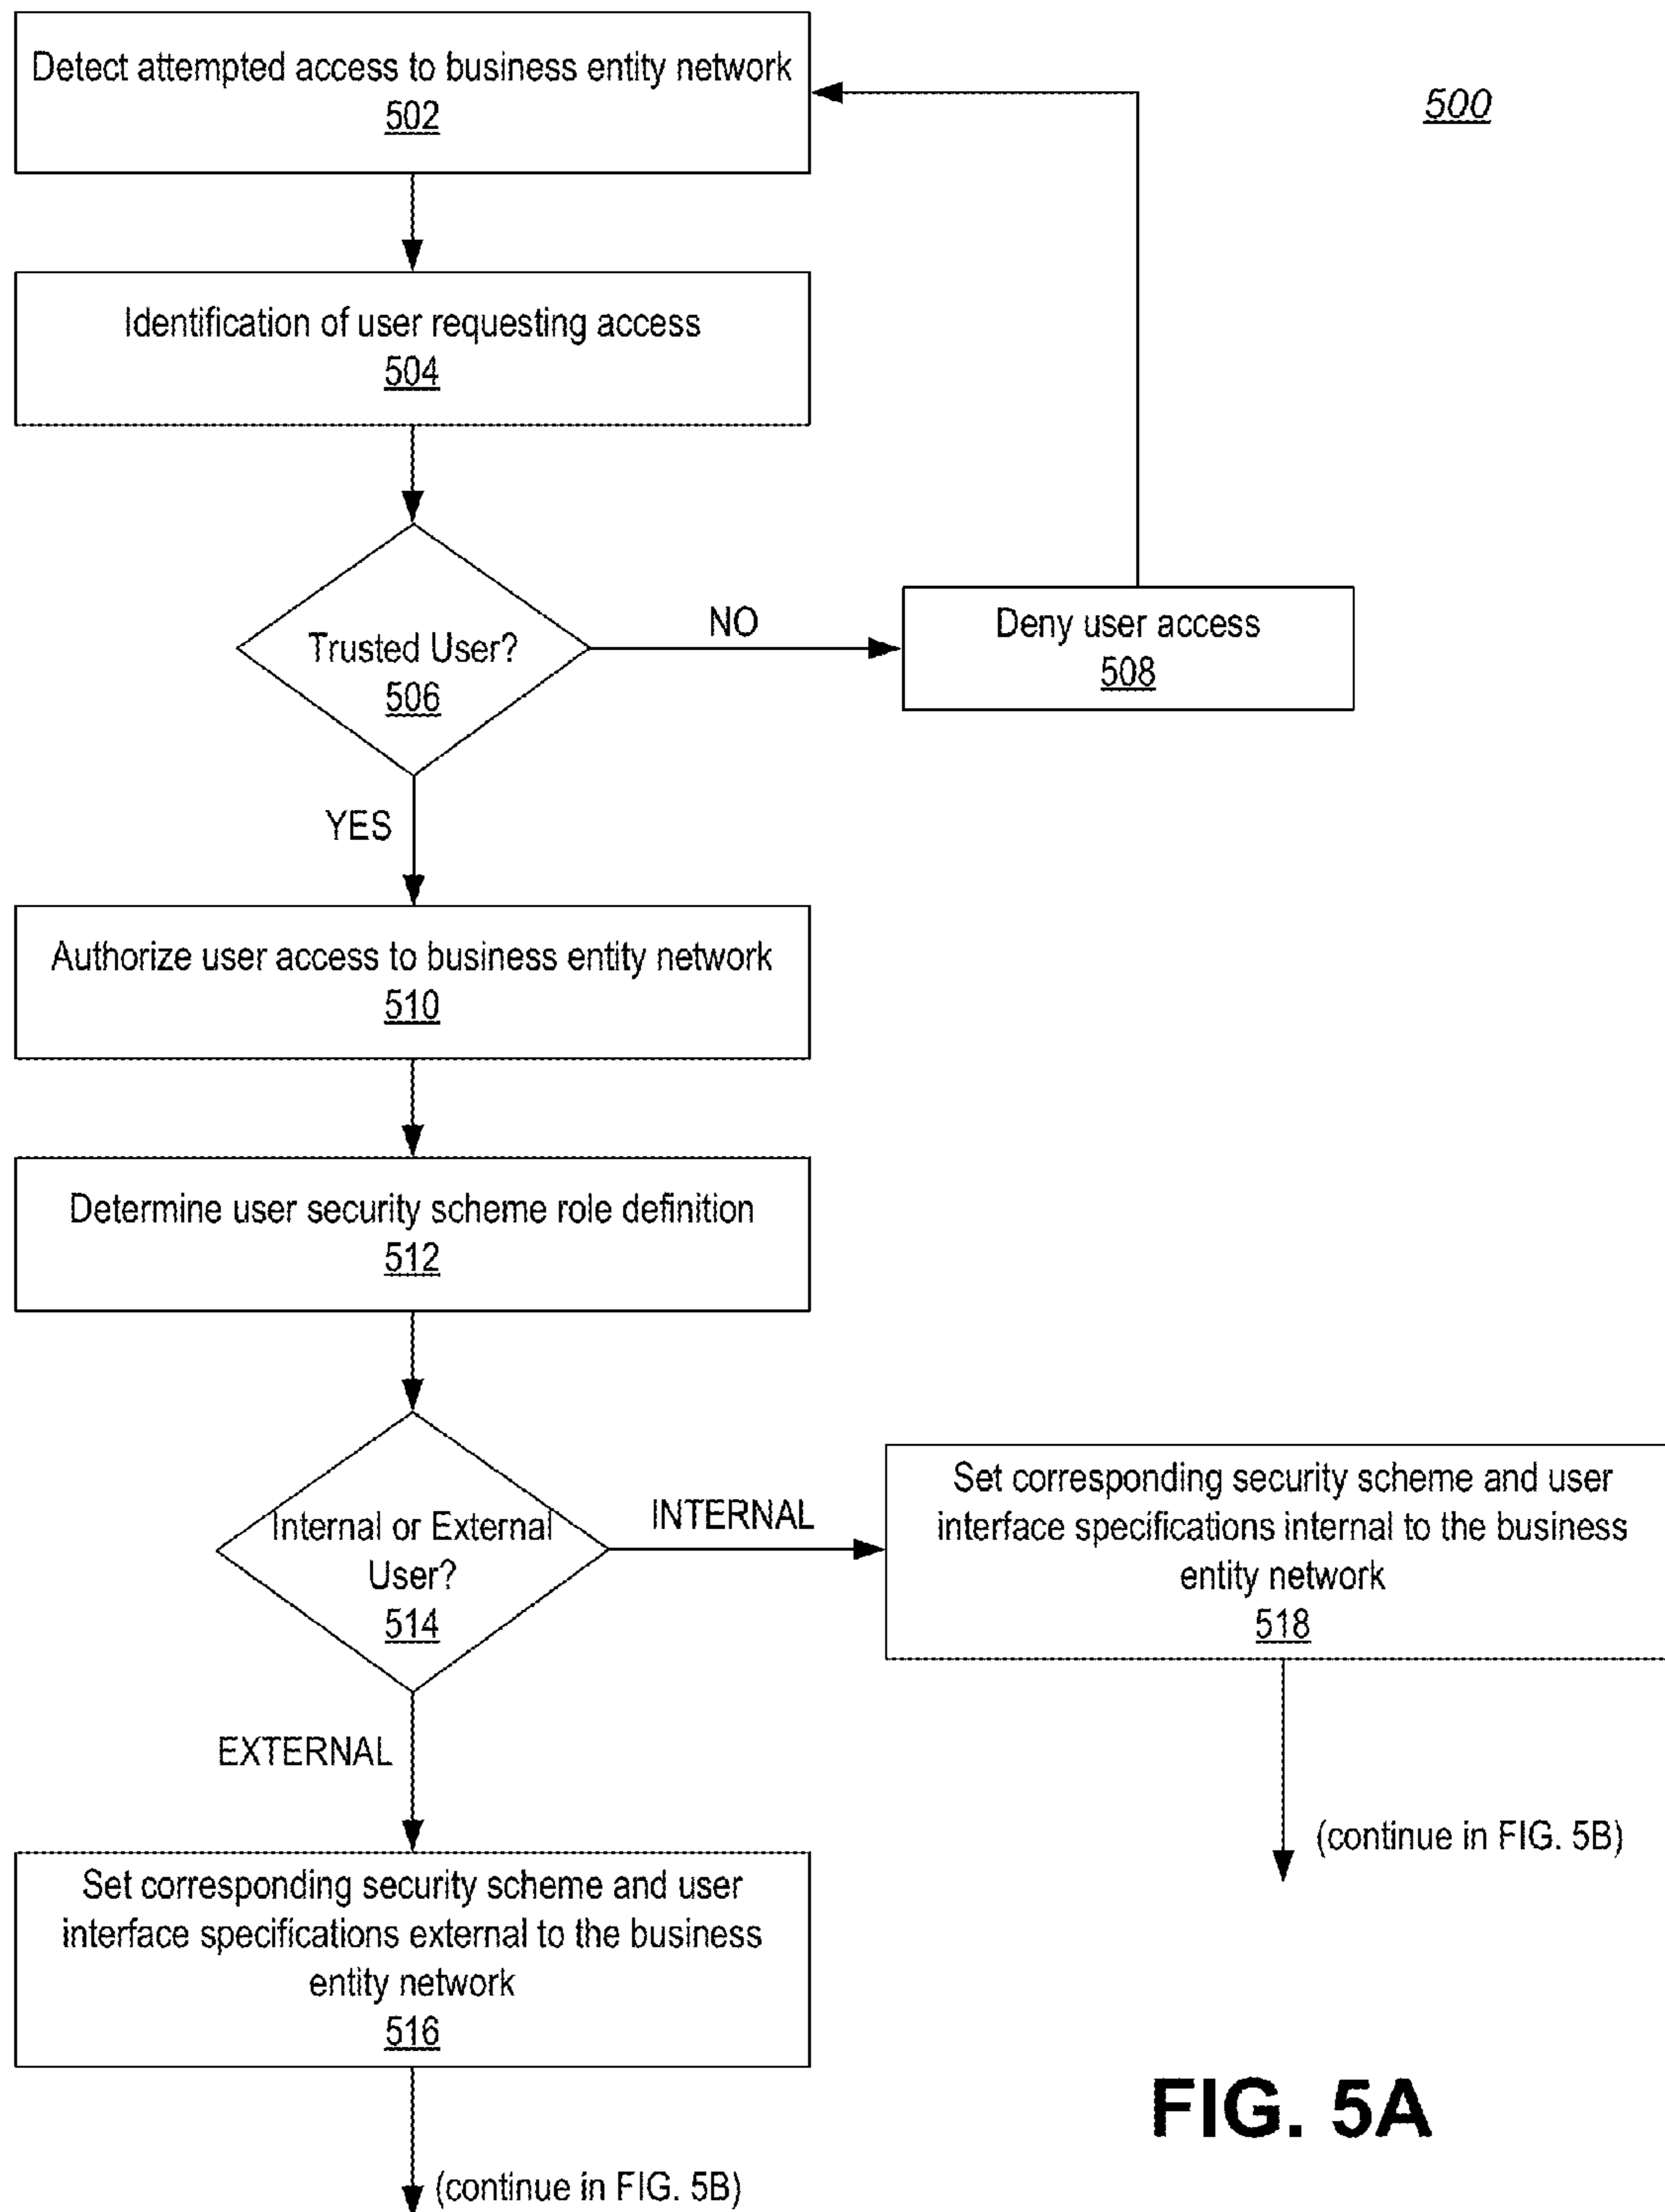 Detect attempted access to business entity network
502
500
Identification of user requesting access
504
Trusted User?
506
NO
Deny user access
508
YES
Authorize user access to business entity network
510
Determine user security scheme role definition
512
Internal or External
User?
514
INTERNAL
Set corresponding security scheme and user
interface specifications internal to the business
entity network
518
EXTERNAL
(continue in FIG. 5B)
Set corresponding security scheme and user
interface specifications external to the business
entity network
516
(continue in FIG. 5B)
FIG. 5A